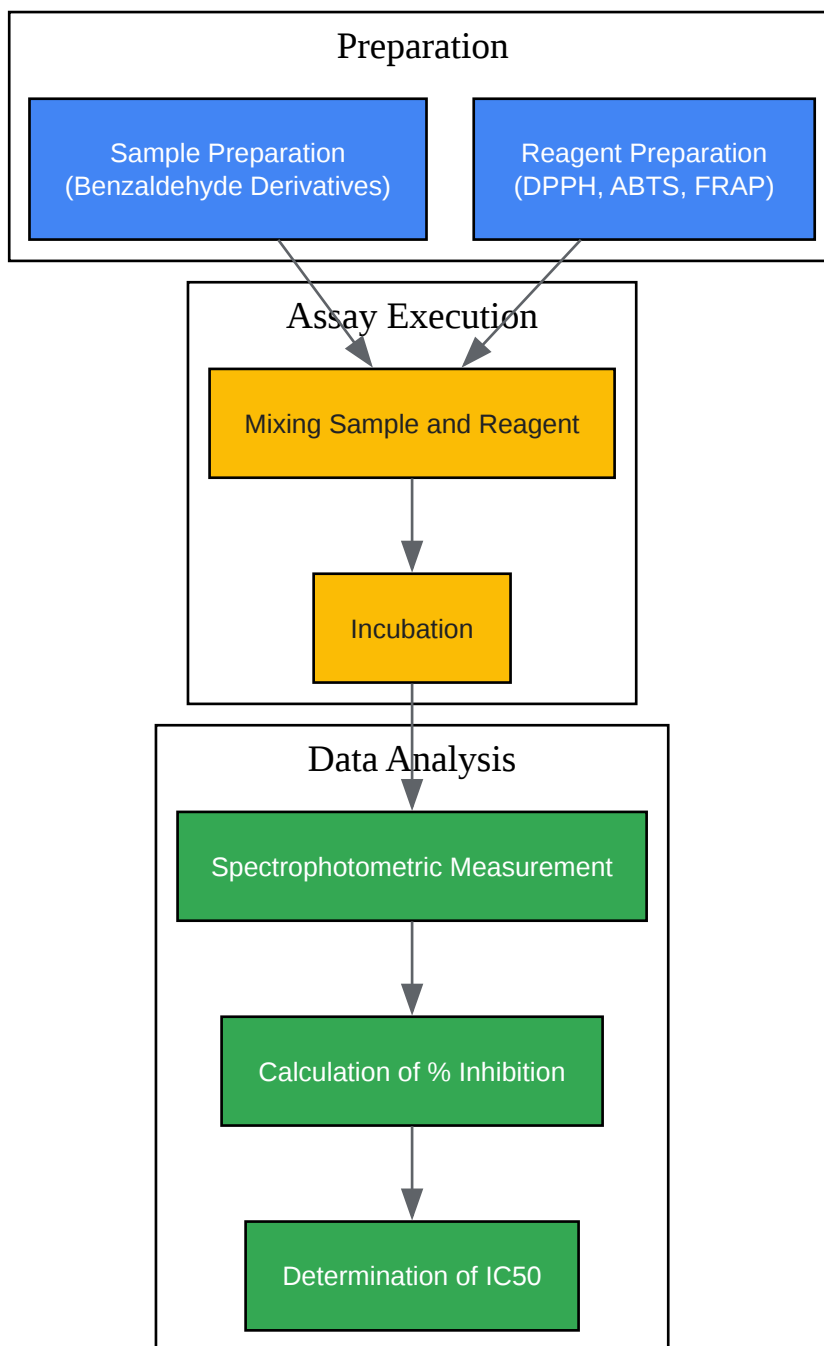 Preparation
Sample Preparation
(Benzaldehyde Derivatives)
Reagent Preparation
(DPPH, ABTS, FRAP)
Assay Execution
Mixing Sample and Reagent
Incubation
Data Analysis
Spectrophotometric Measurement
Calculation of % Inhibition
Determination of IC50